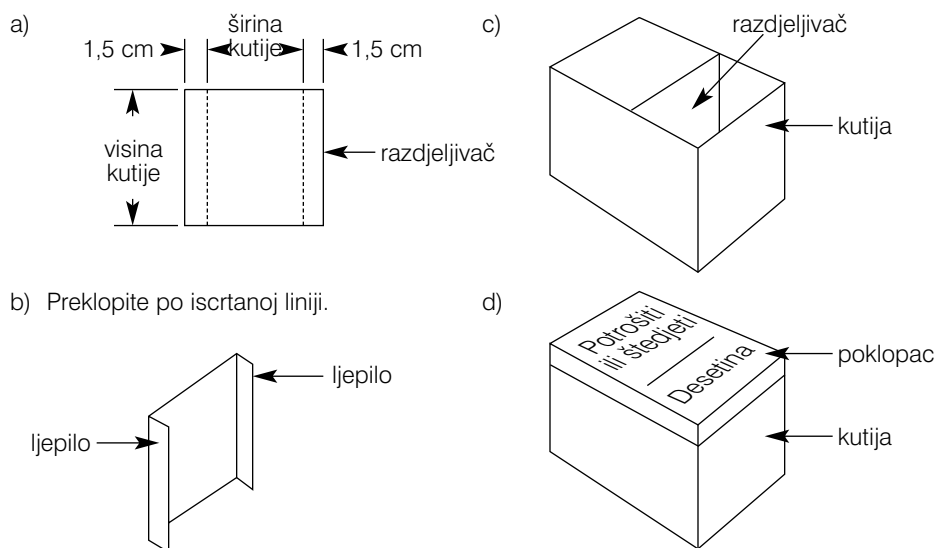 a)
širina
kutije
1,5 cm
1,5 cm
visina
kutije
razdjeljivač
b) Preklopite po iscrtanoj liniji.
ljepilo
ljepilo
c)
razdjeljivač
kutija
d)
Potrošiti
ili štedjeti
Desetina
poklopac
kutija